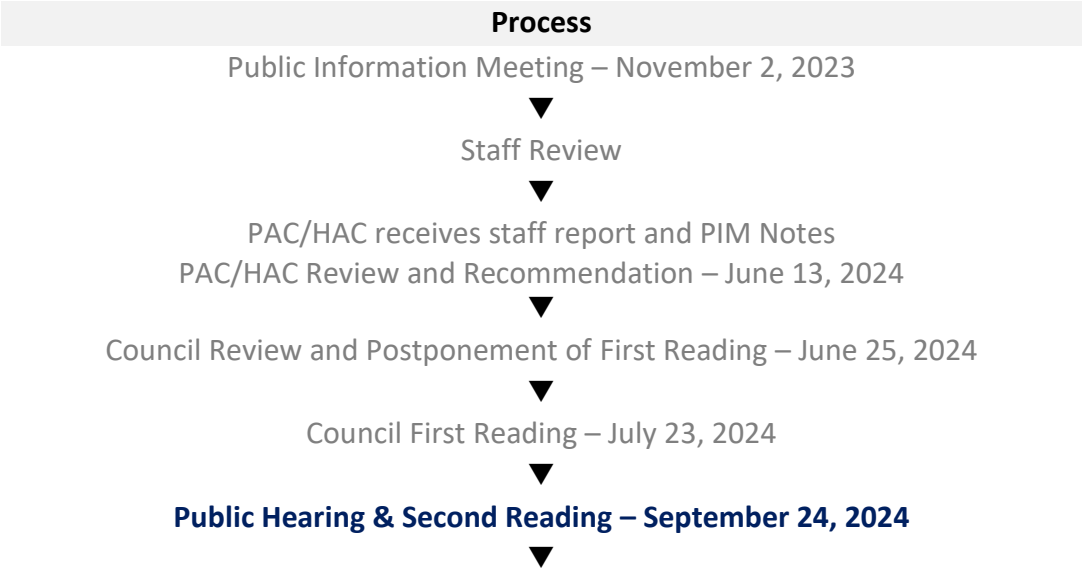 Process
Public Information Meeting – November 2, 2023
Staff Review
PAC/HAC receives staff report and PIM Notes
PAC/HAC Review and Recommendation – June 13, 2024
Council Review and Postponement of First Reading – June 25, 2024
Council First Reading – July 23, 2024
Public Hearing & Second Reading – September 24, 2024